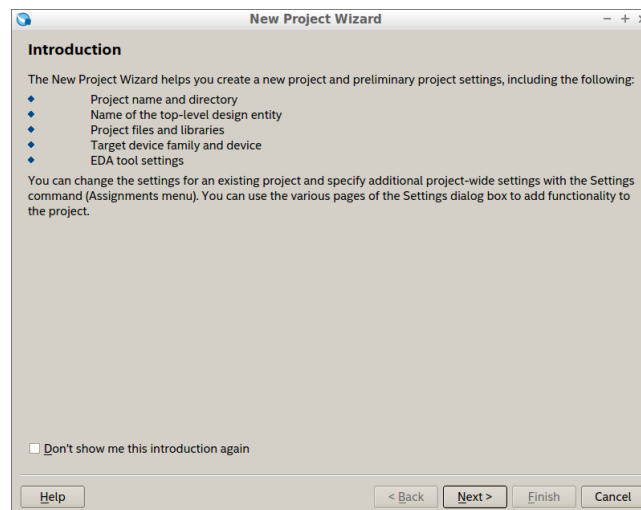 New Project Wizard
Introduction
The New Project Wizard helps you create a new project and preliminary project settings, including the following:
Project name and directory
Name of the top-level design entity
Project files and libraries
Target device family and device
EDA tool settings
You can change the settings for an existing project and specify additional project-wide settings with the Settings
command (Assignments menu). You can use the various pages of the Settings dialog box to add functionality to
the project.
Don't show me this introduction again
Help < Back Next > Finish Cancel